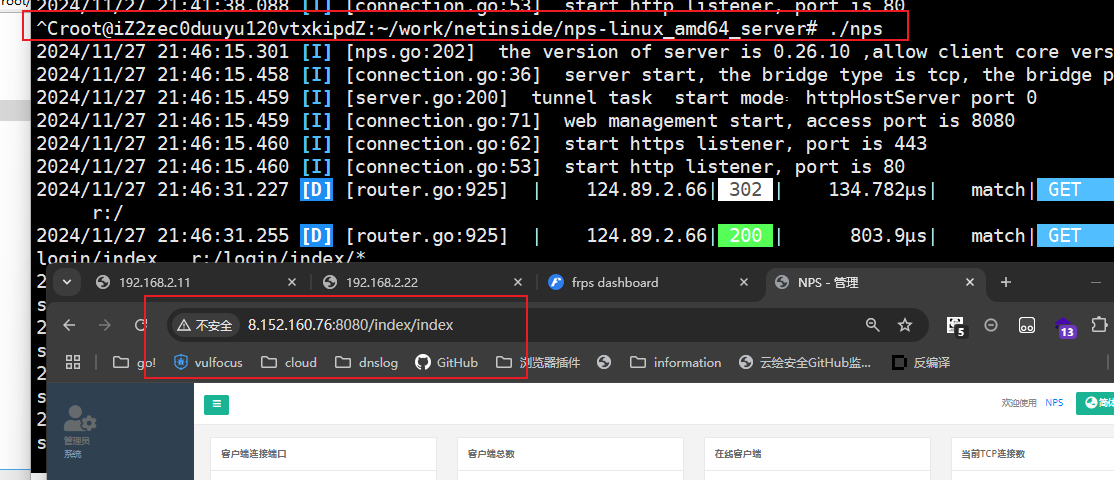 root/
2024/11/27 21:41:38.088 [I] [connection.go:53] start http listener, port is 80
^Croot@iZ2zec0duuyu120vtxkipdZ:~/work/netinside/nps-linux_amd64_server# ./nps
2024/11/27 21:46:15.301 [I] [nps.go:202] the version of server is 0.26.10 ,allow client core vers
2024/11/27 21:46:15.458 [I] [connection.go:36] server start, the bridge type is tcp, the bridge p
2024/11/27 21:46:15.459 [I] [server.go:200] tunnel task start mode：httpHostServer port 0
2024/11/27 21:46:15.459 [I] [connection.go:71] web management start, access port is 8080
2024/11/27 21:46:15.460 [I] [connection.go:62] start https listener, port is 443
2024/11/27 21:46:15.460 [I] [connection.go:53] start http listener, port is 80
2024/11/27 21:46:31.227 [D] [router.go:925] | 124.89.2.66| 302 | 134.782µs| match| GET
r:/
2024/11/27 21:46:31.255 [D] [router.go:925] | 124.89.2.66| 200 | 803.9µs| match| GET
login/index r:/login/index/*
2
s
2
s
2
s
2
s
192.168.2.11
192.168.2.22
frps dashboard
NPS - 管理
不安全 8.152.160.76:8080/index/index
5
13
go!
vulfocus
cloud
dnslog
GitHub
浏览器插件
information
云绘安全GitHub监...
反编译
管理员
系统
欢迎使用 NPS
简体
客户端连接端口
客户端总数
在线客户端
当前TCP连接数